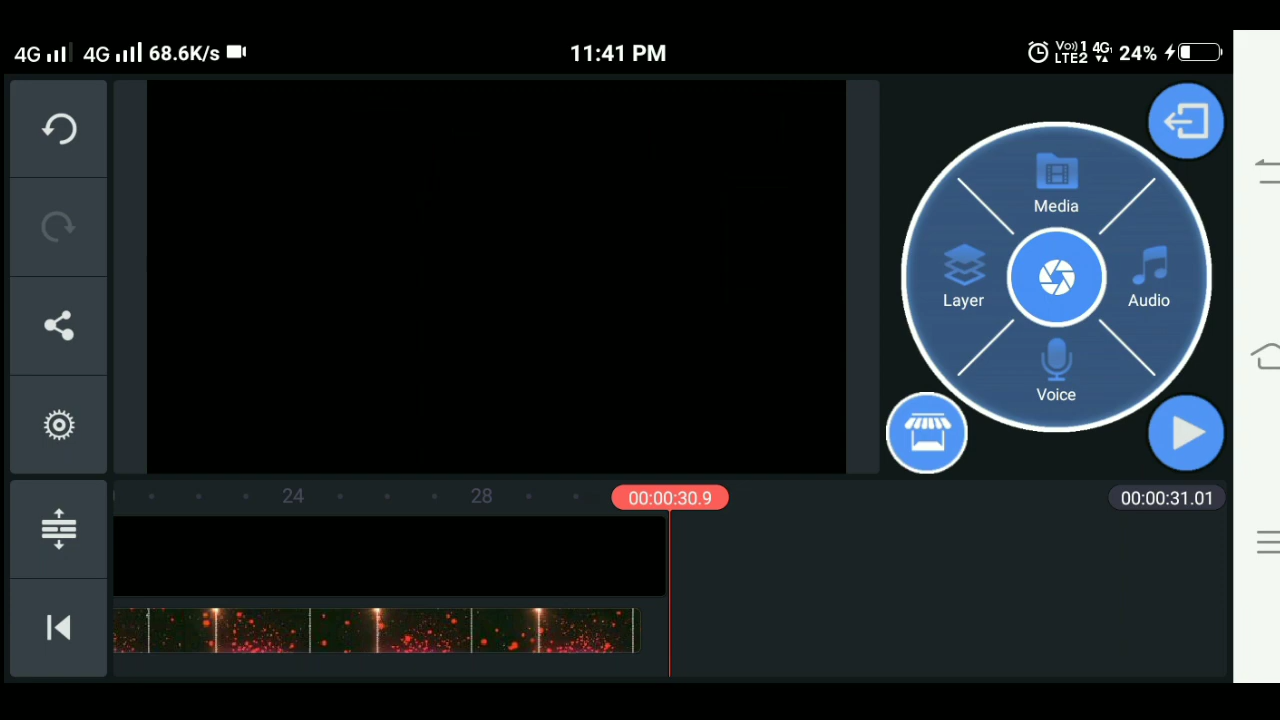 4G 4G 68.6K/s 11:41 PM Vo)) 1 4G 24%
LTE2
Media
Layer
Audio
Voice
24 28 00:00:30.9 00:00:31.01